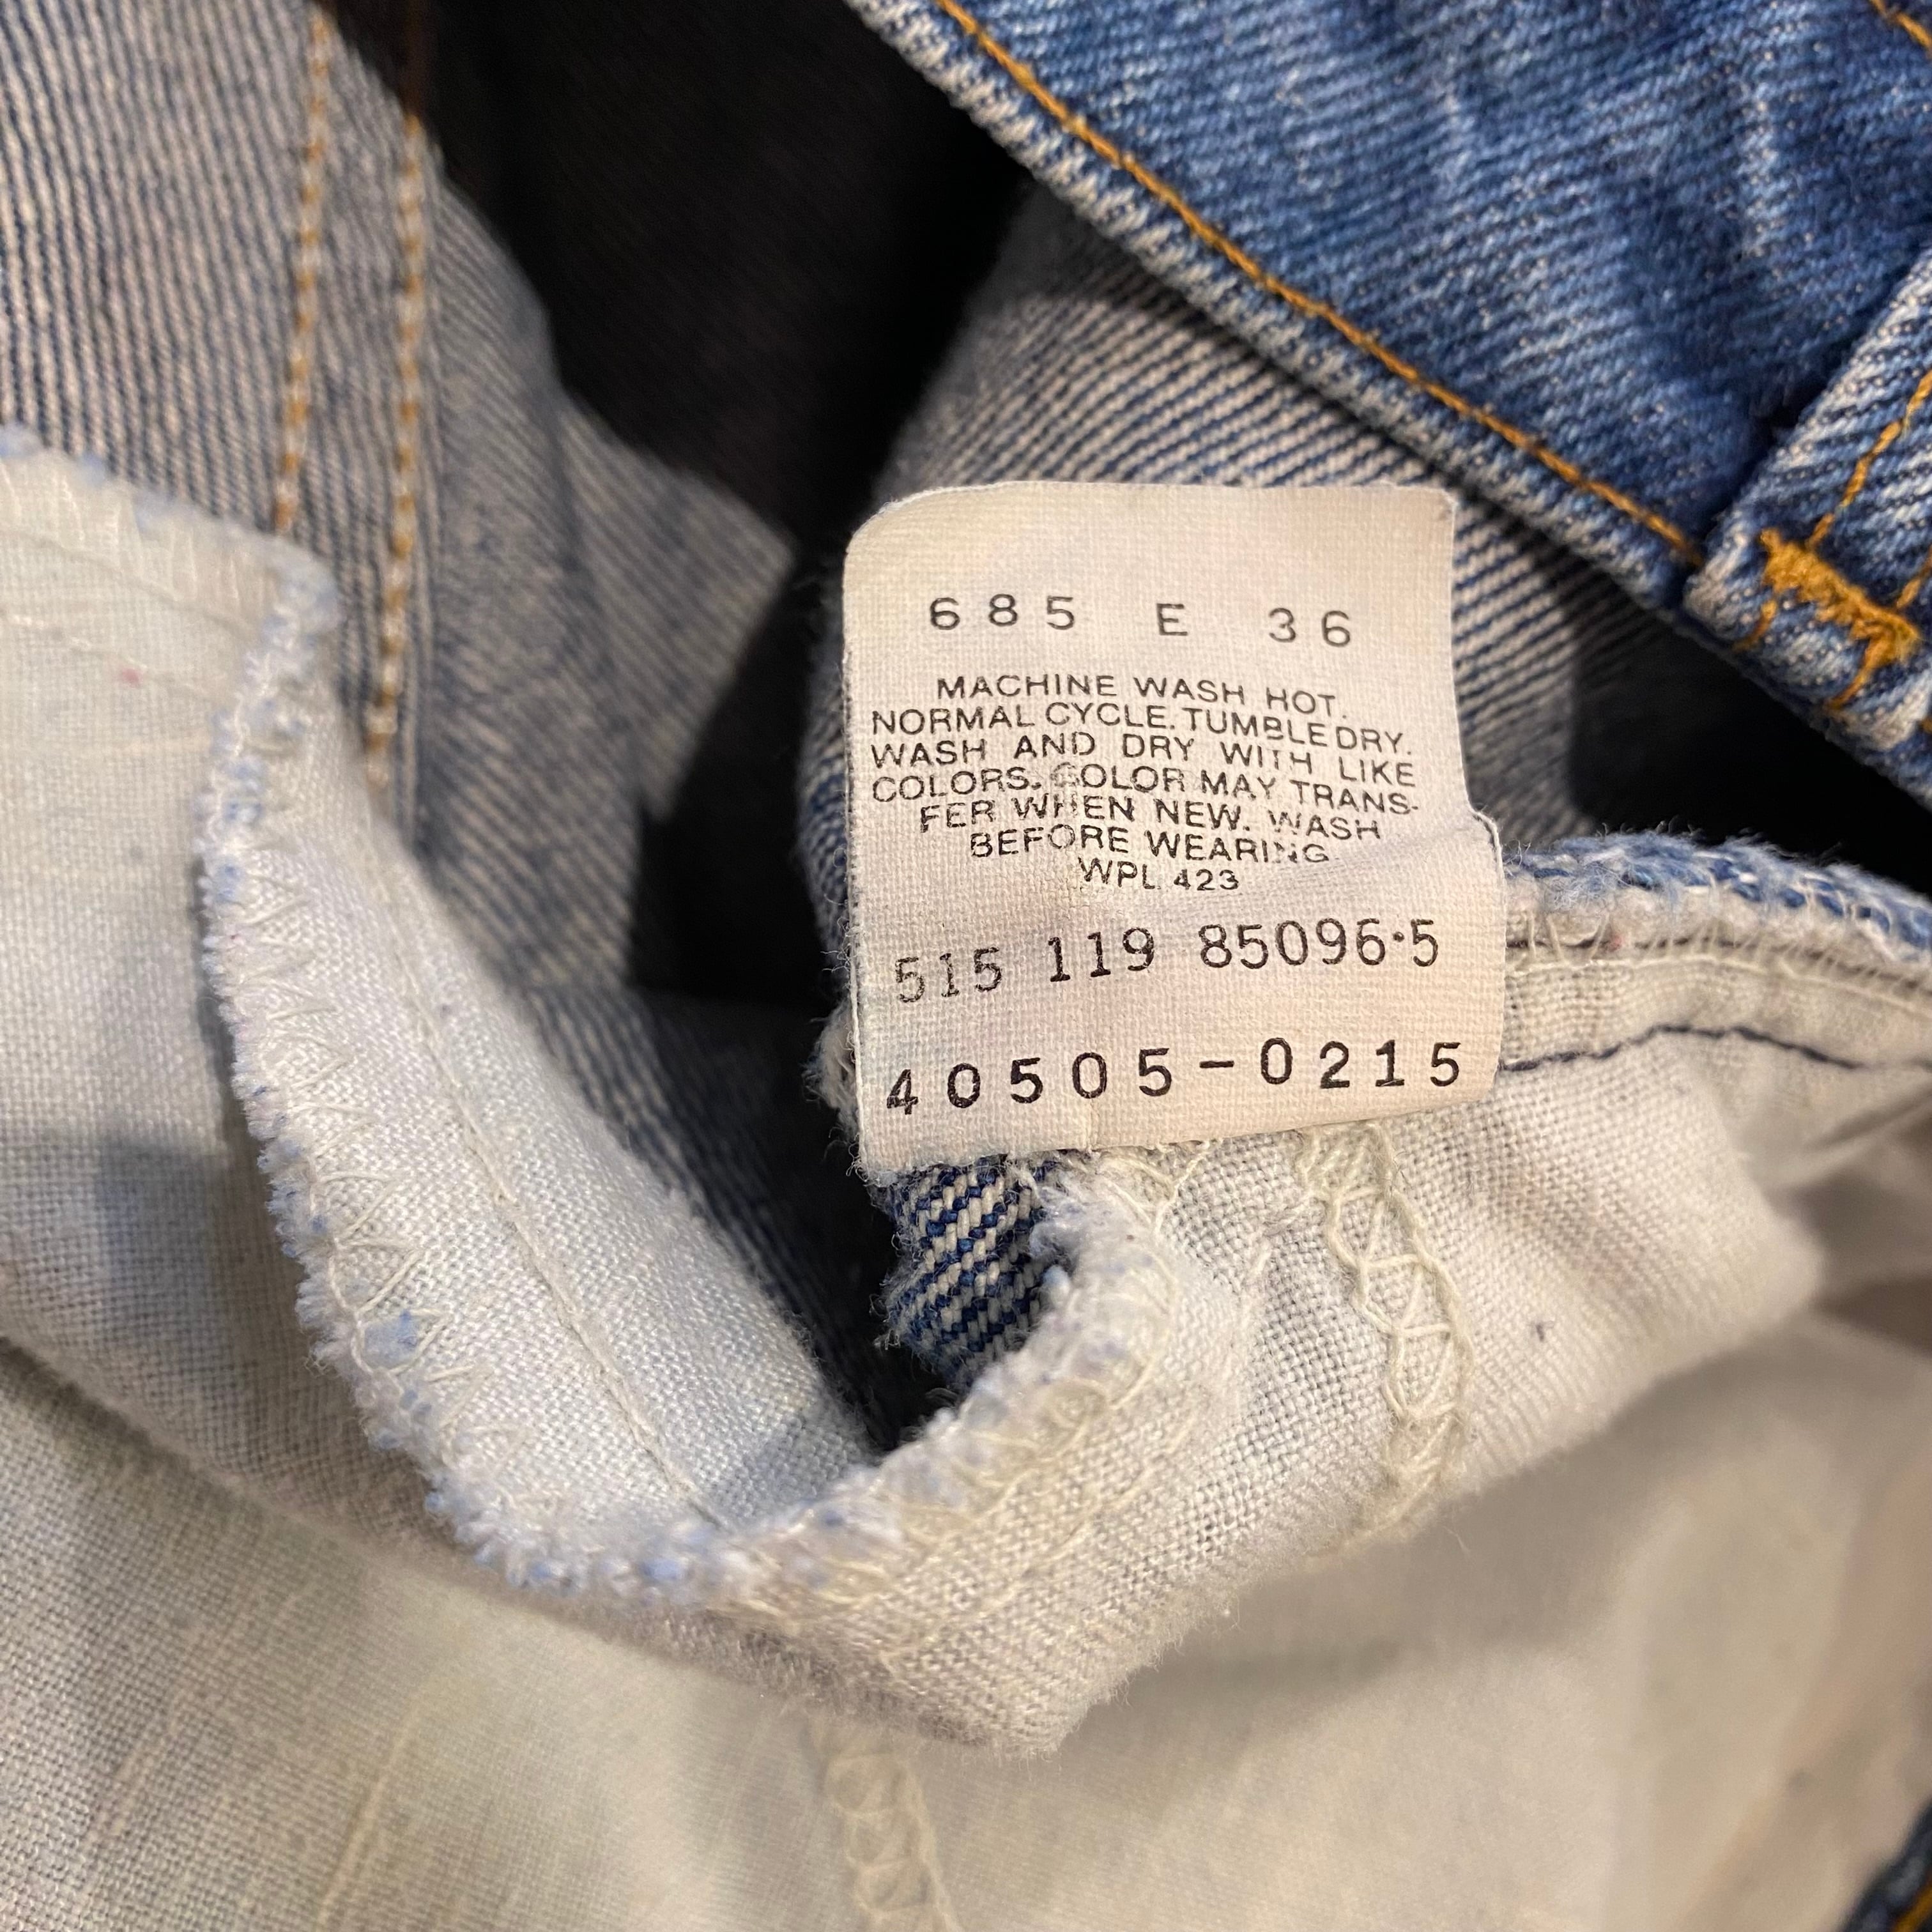 685 E 36
MACHINE WASH HOT.
NORMAL CYCLE. TUMBLE DRY.
WASH AND DRY WITH LIKE
COLORS. COLOR MAY TRANS-
FER WHEN NEW. WASH
BEFORE WEARING
WPL 423
515 119 85096·5
40505-0215